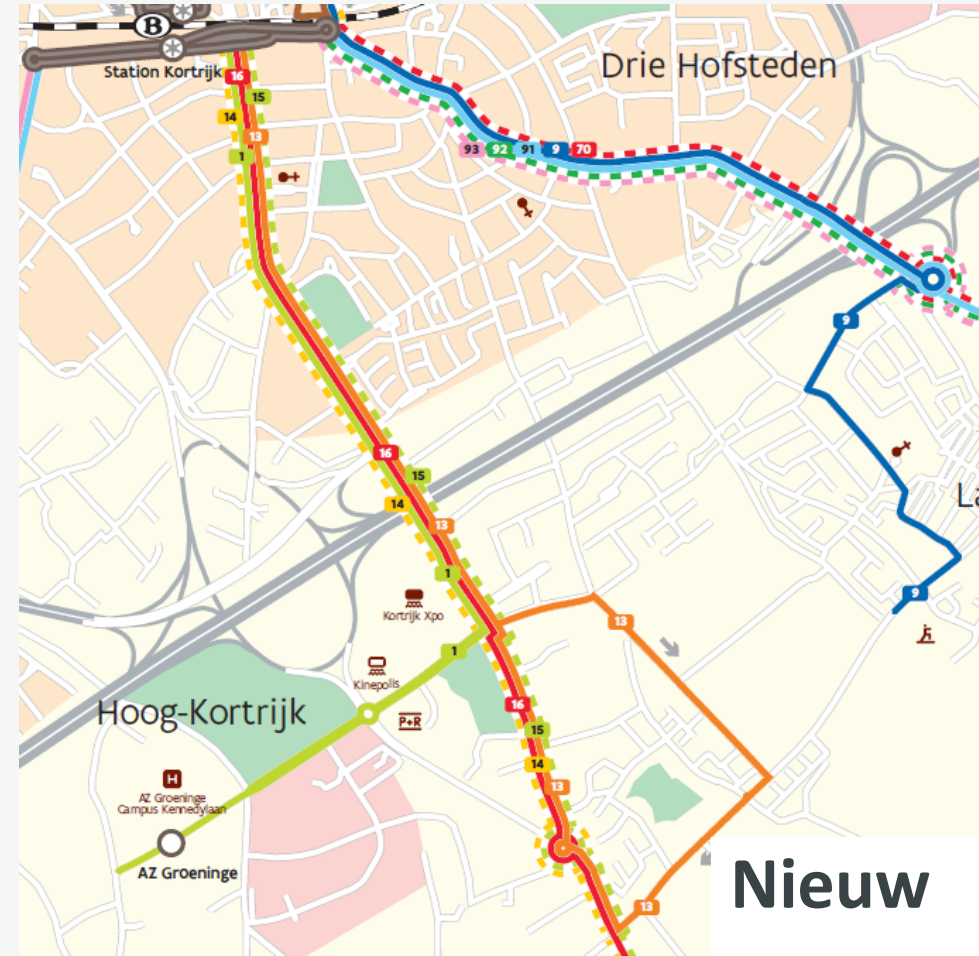 B
Station Kortrijk
16
15
14
13
1
Drie Hofsteden
93 92 91 9 70
9
16
15
14
13
1
La
9
Kortrijk Xpo
13
1
Kinepolis
P+R
Hoog-Kortrijk
16
15
14
13
H
AZ Groeninge
Campus Kennedylaan
AZ Groeninge
Nieuw
13